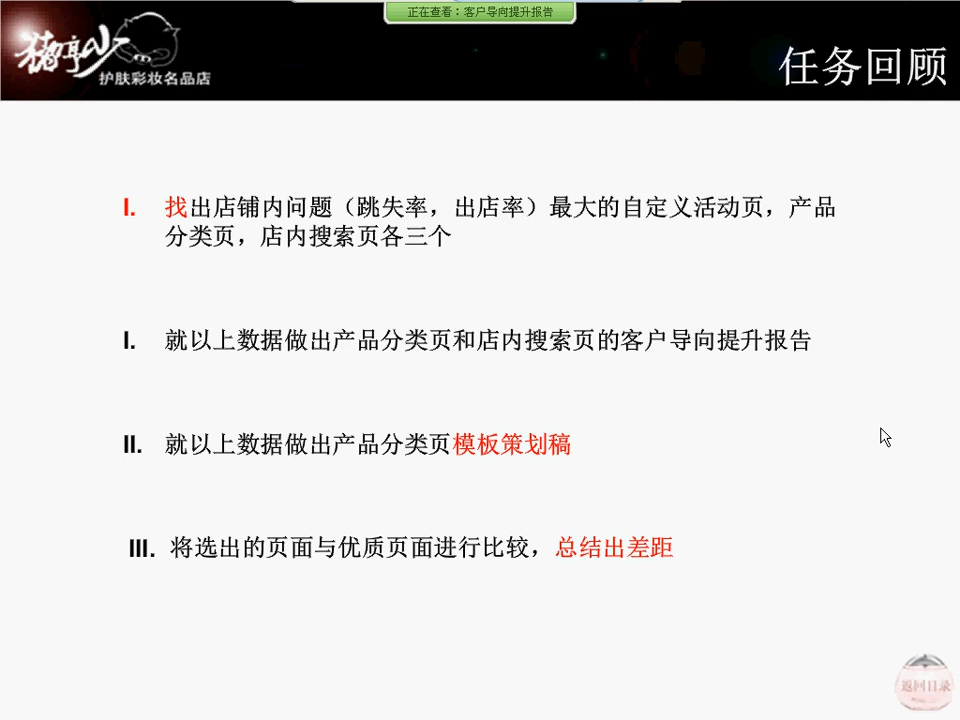 正在查看：客户导向提升报告
护肤彩妆名品店
任务回顾
I. 找出店铺内问题（跳失率，出店率）最大的自定义活动页，产品
分类页，店内搜索页各三个
I. 就以上数据做出产品分类页和店内搜索页的客户导向提升报告
II. 就以上数据做出产品分类页模板策划稿
III. 将选出的页面与优质页面进行比较，总结出差距
返回目录